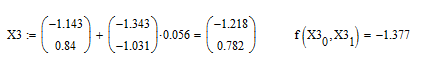 X3 := (−1.143 0.84) + (−1.343 −1.031)·0.056 = (−1.218 0.782) f(X3₀, X3₁) = −1.377